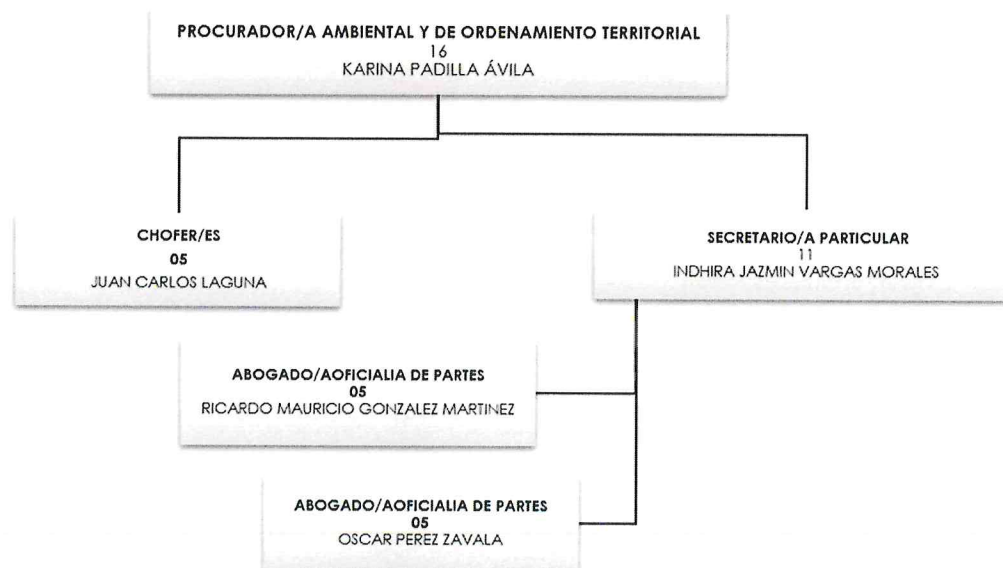 PROCURADOR/A AMBIENTAL Y DE ORDENAMIENTO TERRITORIAL
16
KARINA PADILLA ÁVILA
CHOFER/ES
05
JUAN CARLOS LAGUNA
SECRETARIO/A PARTICULAR
11
INDHIRA JAZMIN VARGAS MORALES
ABOGADO/AOFICIALIA DE PARTES
05
RICARDO MAURICIO GONZALEZ MARTINEZ
ABOGADO/AOFICIALIA DE PARTES
05
OSCAR PEREZ ZAVALA